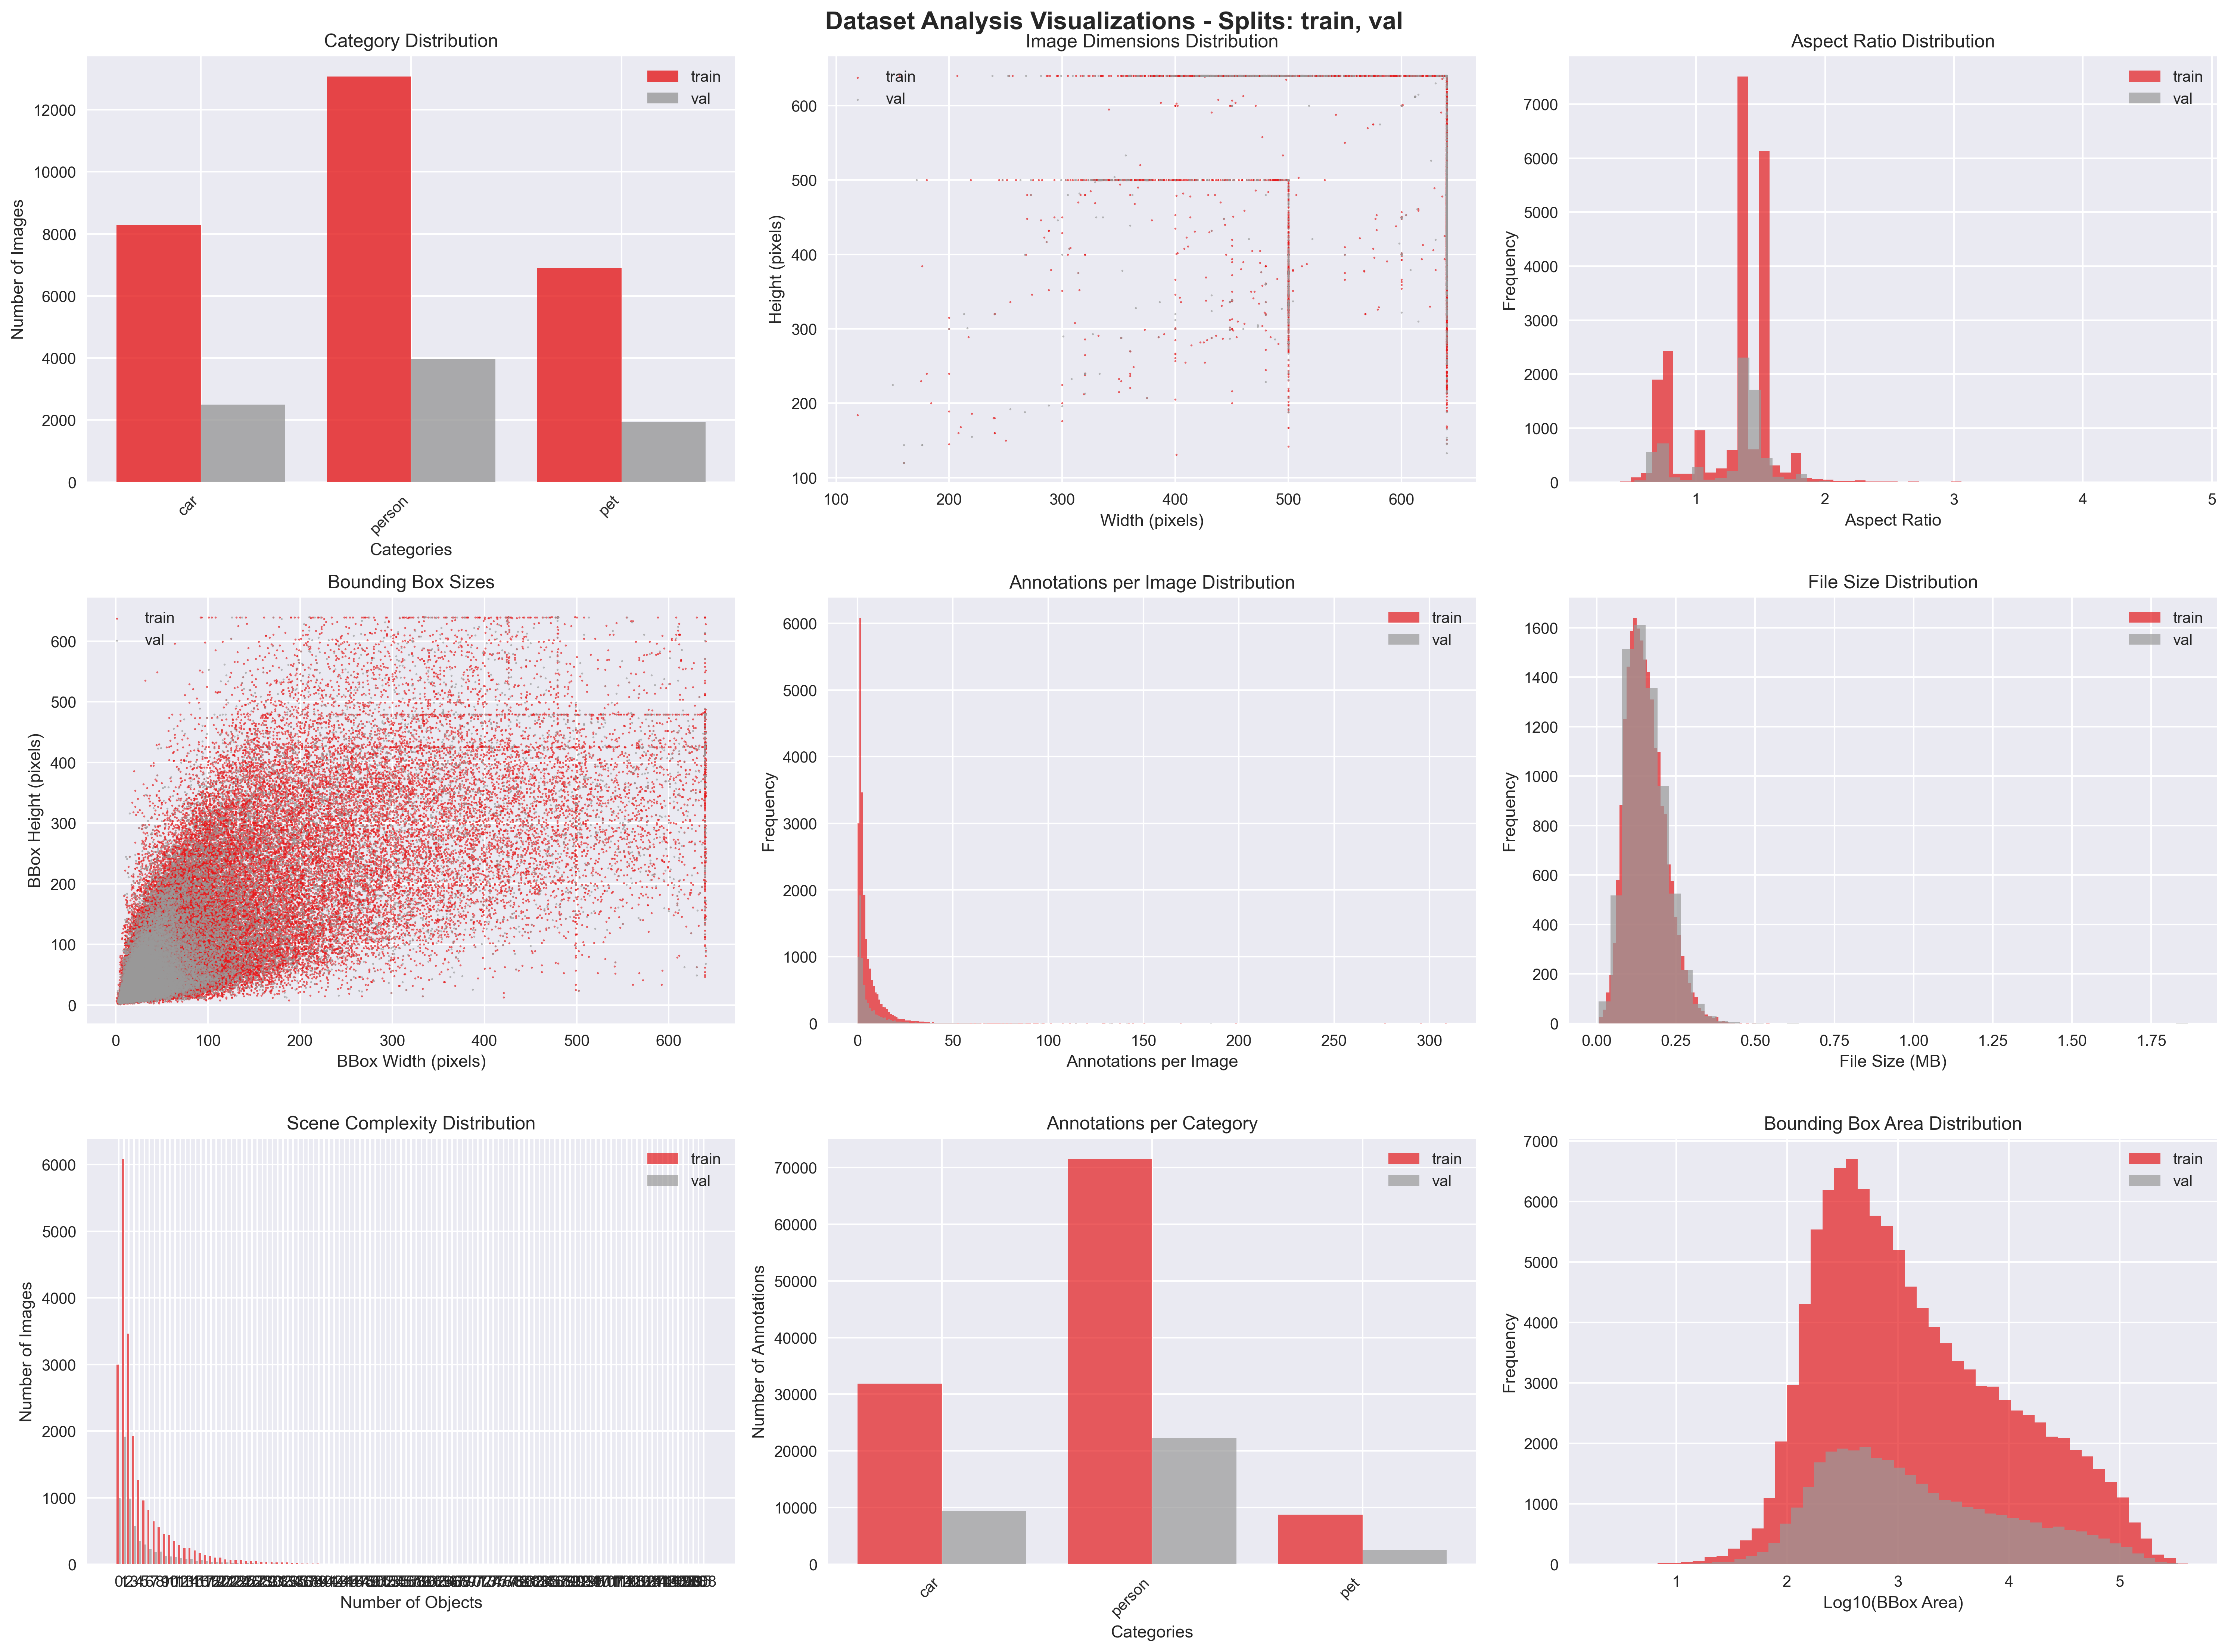 Dataset Analysis Visualizations - Splits: train, val
Category Distribution
train
val
12000
10000
8000
6000
4000
2000
0
Number of Images
car
person
pet
Categories
Image Dimensions Distribution
train
val
600
500
400
300
200
100
Height (pixels)
100 200 300 400 500 600
Width (pixels)
Aspect Ratio Distribution
train
val
7000
6000
5000
4000
3000
2000
1000
0
Frequency
1 2 3 4 5
Aspect Ratio
Bounding Box Sizes
train
val
600
500
400
300
200
100
0
BBox Height (pixels)
0 100 200 300 400 500 600
BBox Width (pixels)
Annotations per Image Distribution
train
val
6000
5000
4000
3000
2000
1000
0
Frequency
0 50 100 150 200 250 300
Annotations per Image
File Size Distribution
train
val
1600
1400
1200
1000
800
600
400
200
0
Frequency
0.00 0.25 0.50 0.75 1.00 1.25 1.50 1.75
File Size (MB)
Scene Complexity Distribution
train
val
6000
5000
4000
3000
2000
1000
0
Number of Images
Number of Objects
Annotations per Category
train
val
70000
60000
50000
40000
30000
20000
10000
0
Number of Annotations
car
person
pet
Categories
Bounding Box Area Distribution
train
val
7000
6000
5000
4000
3000
2000
1000
0
Frequency
1 2 3 4 5
Log10(BBox Area)